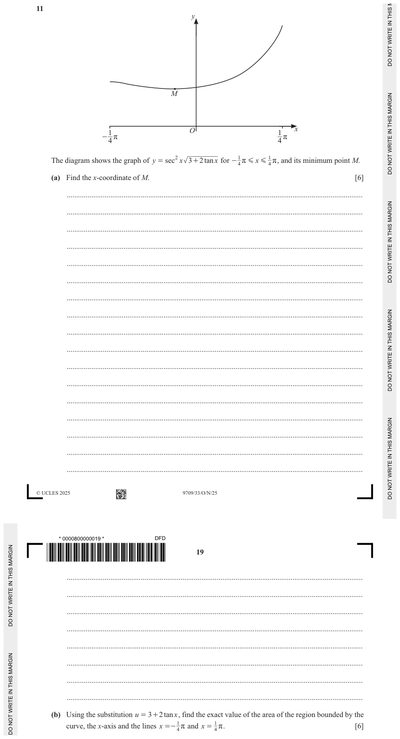 11
y
M
O
x
−1/4π
1/4π
The diagram shows the graph of y = sec² x√(3 + 2 tan x) for −1/4π ⩽ x ⩽ 1/4π, and its minimum point M.
(a) Find the x-coordinate of M. [6]
DO NOT WRITE IN THIS MARGIN
DO NOT WRITE IN THIS MARGIN
DO NOT WRITE IN THIS MARGIN
DO NOT WRITE IN THIS MARGIN
DO NOT WRITE IN THIS MARGIN
© UCLES 2025
9709/33/O/N/25
* 0000800000019 *
DFD
19
DO NOT WRITE IN THIS MARGIN
DO NOT WRITE IN THIS MARGIN
(b) Using the substitution u = 3 + 2 tan x, find the exact value of the area of the region bounded by the
curve, the x-axis and the lines x = −1/4π and x = 1/4π. [6]